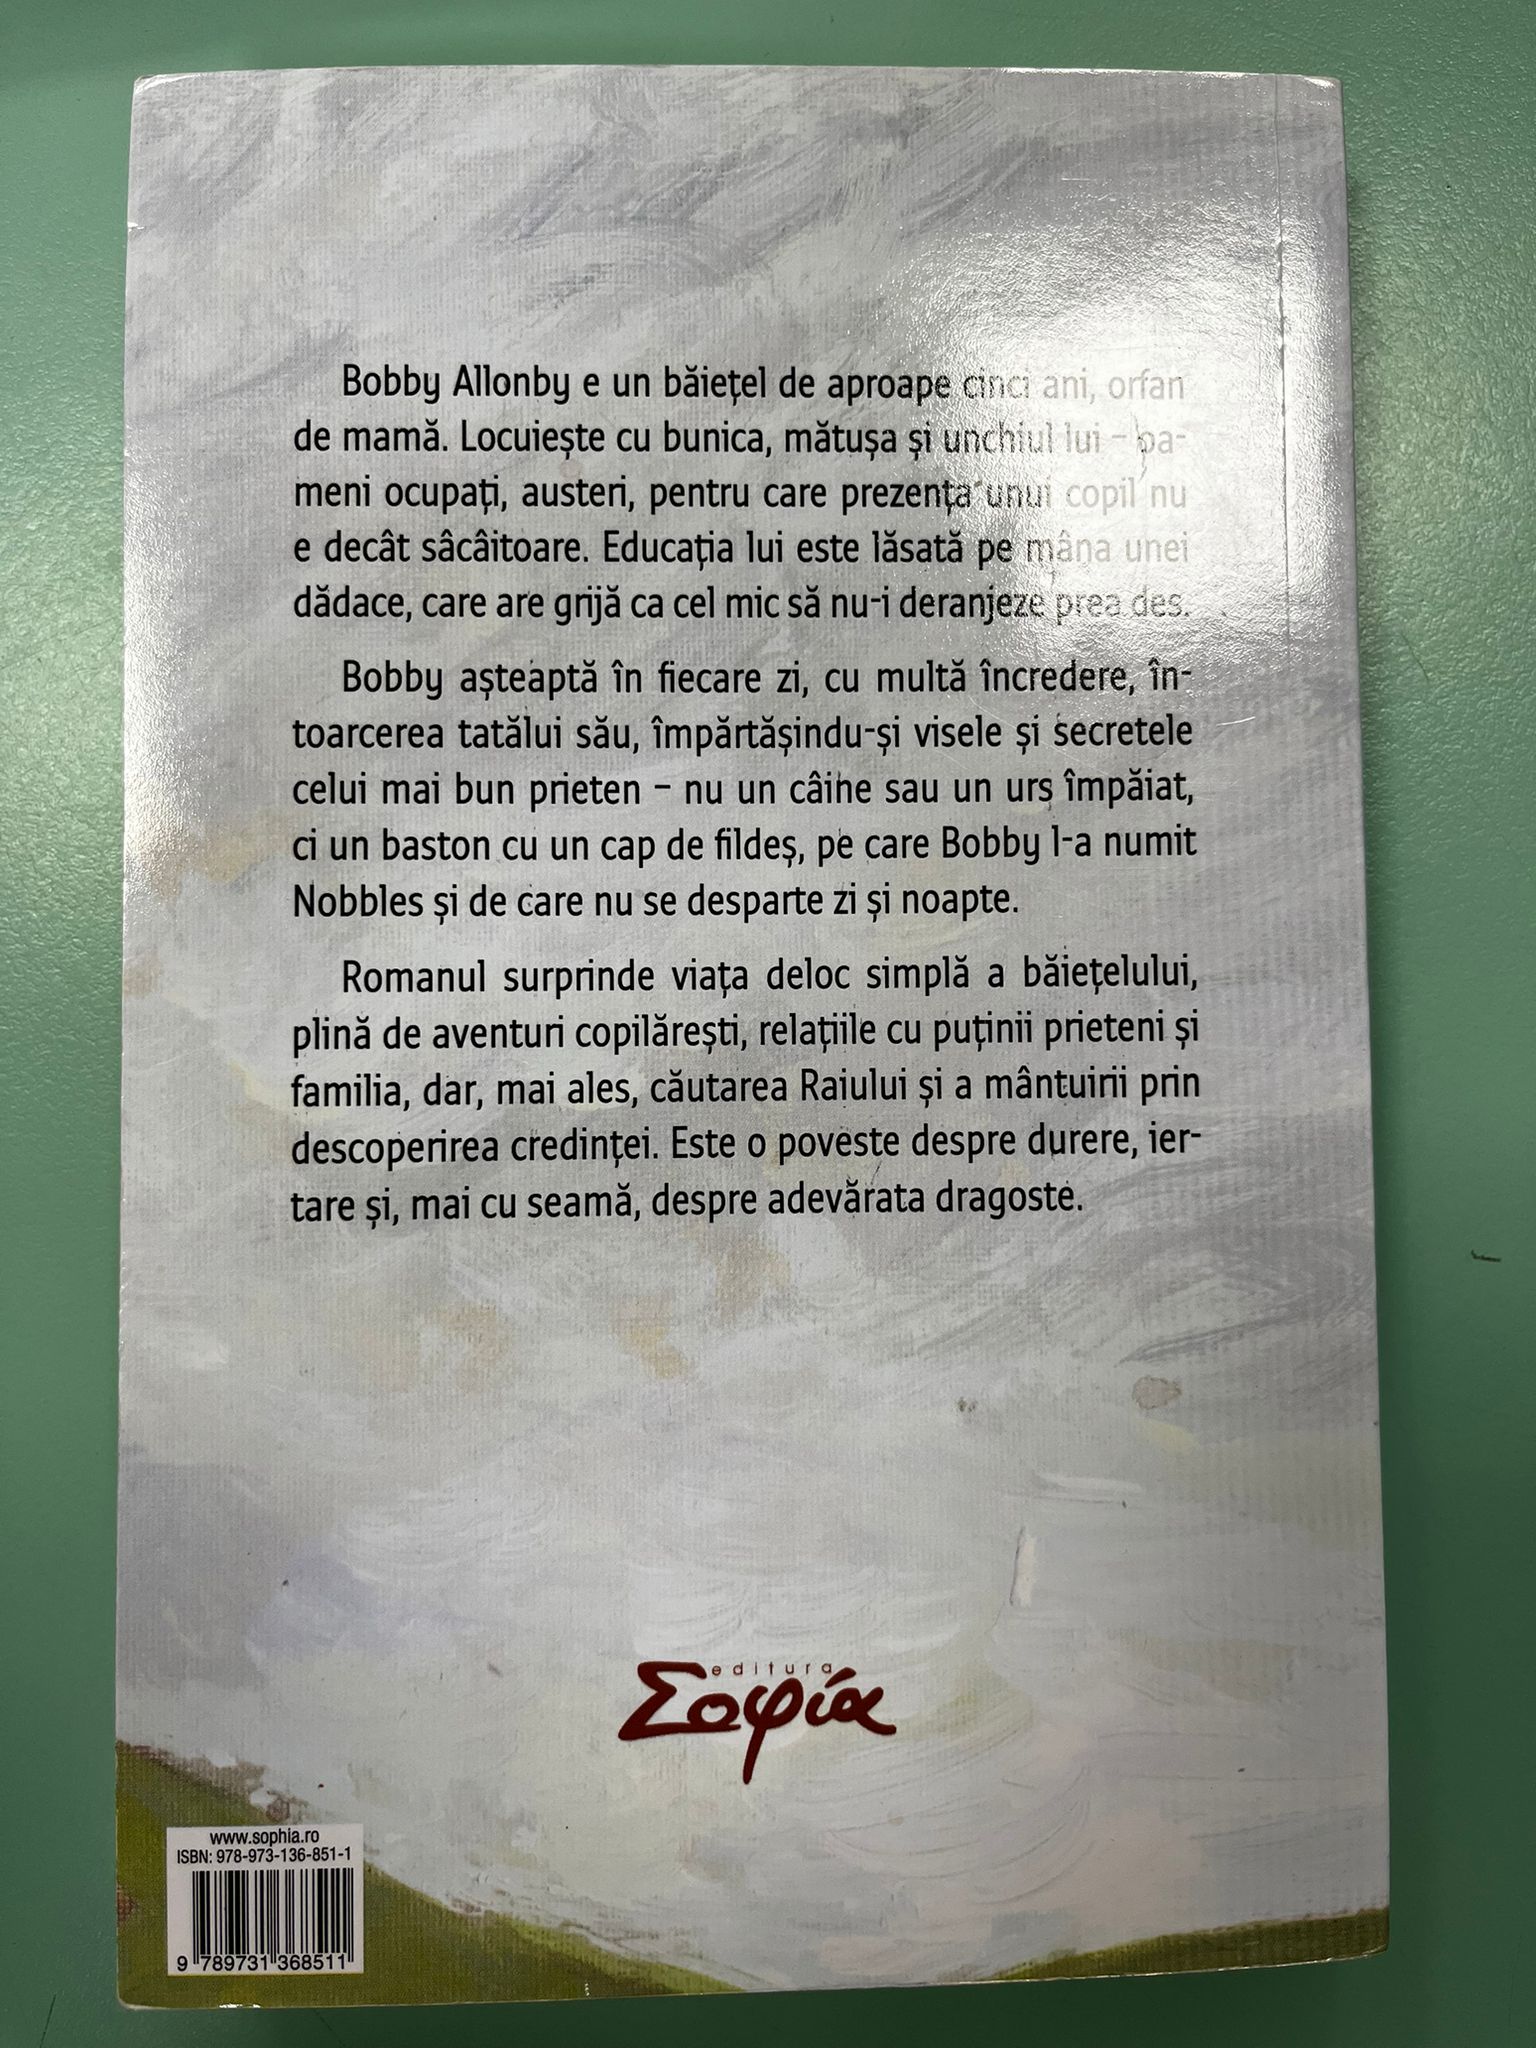 Bobby Allonby e un băiețel de aproape cinci ani, orfan
de mamă. Locuiește cu bunica, mătușa și unchiul lui – oa-
meni ocupați, austeri, pentru care prezența unui copil nu
e decât sâcâitoare. Educația lui este lăsată pe mâna unei
dădace, care are grijă ca cel mic să nu-i deranjeze prea des.
Bobby așteaptă în fiecare zi, cu multă încredere, în-
toarcerea tatălui său, împărtășindu-și visele și secretele
celui mai bun prieten – nu un câine sau un urs împăiat,
ci un baston cu un cap de fildeș, pe care Bobby l-a numit
Nobbles și de care nu se desparte zi și noapte.
Romanul surprinde viața deloc simplă a băiețelului,
plină de aventuri copilărești, relațiile cu puținii prieteni și
familia, dar, mai ales, căutarea Raiului și a mântuirii prin
descoperirea credinței. Este o poveste despre durere, ier-
tare și, mai cu seamă, despre adevărata dragoste.
editura
Σοφία
www.sophia.ro
ISBN: 978-973-136-851-1
9 789731 368511